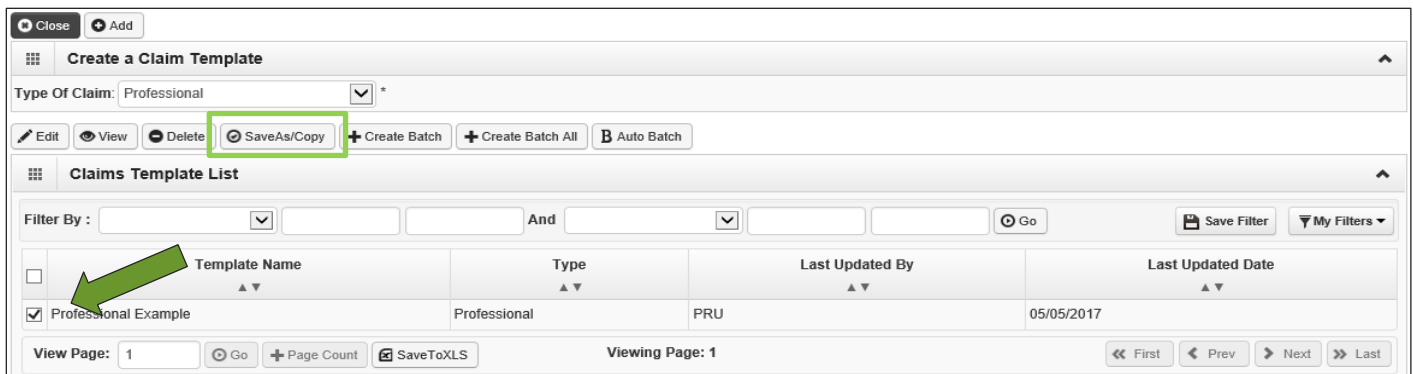 Close Add
Create a Claim Template
Type Of Claim: Professional *
Edit View Delete SaveAs/Copy Create Batch Create Batch All B Auto Batch
Claims Template List
Filter By : And Go Save Filter My Filters
Template Name Type Last Updated By Last Updated Date
Professional Example Professional PRU 05/05/2017
View Page: 1 Go Page Count SaveToXLS Viewing Page: 1 First Prev Next Last